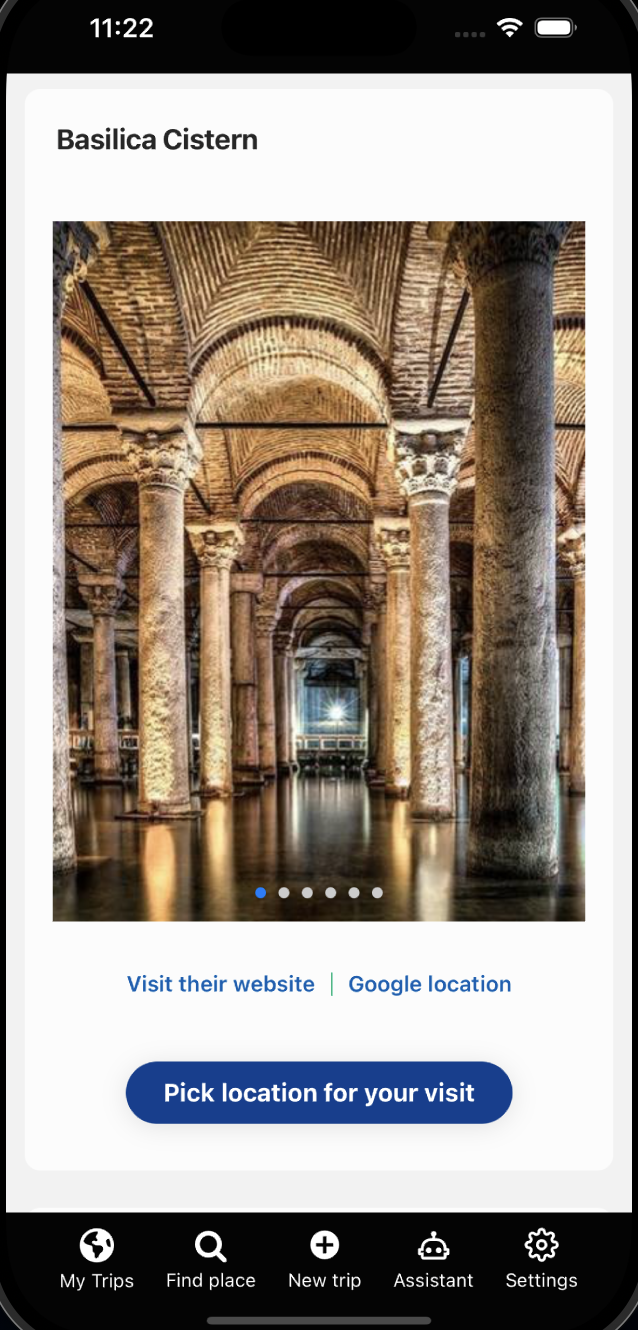 11:22
Basilica Cistern
Visit their website | Google location
Pick location for your visit
My Trips Find place New trip Assistant Settings